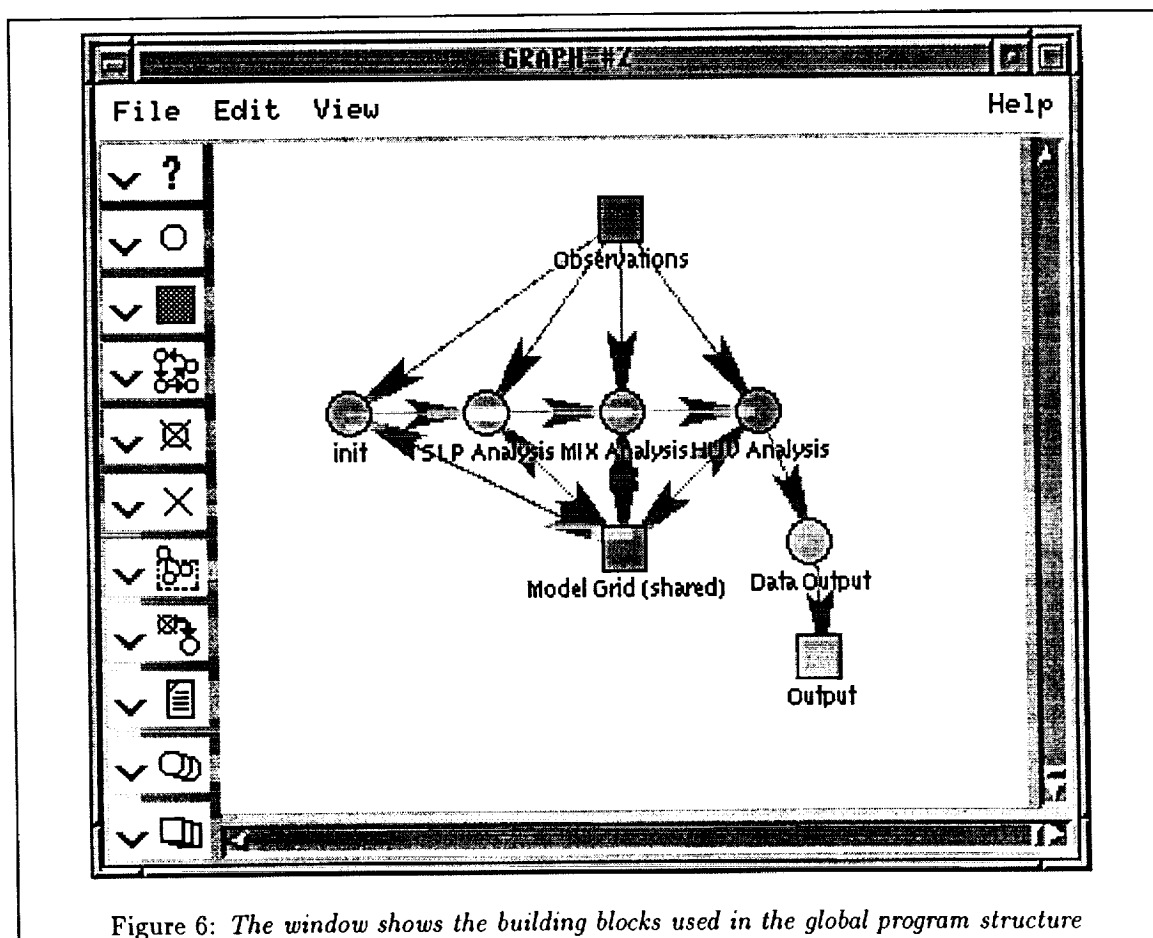 GRAPH #2
File Edit View Help
?
Observations
init SLP Analysis MIX Analysis HUV Analysis
Model Grid (shared) Data Output
Output
Figure 6: The window shows the building blocks used in the global program structure